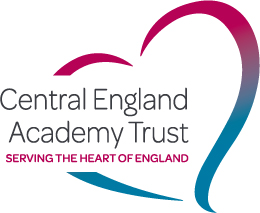 Central England
Academy Trust
SERVING THE HEART OF ENGLAND